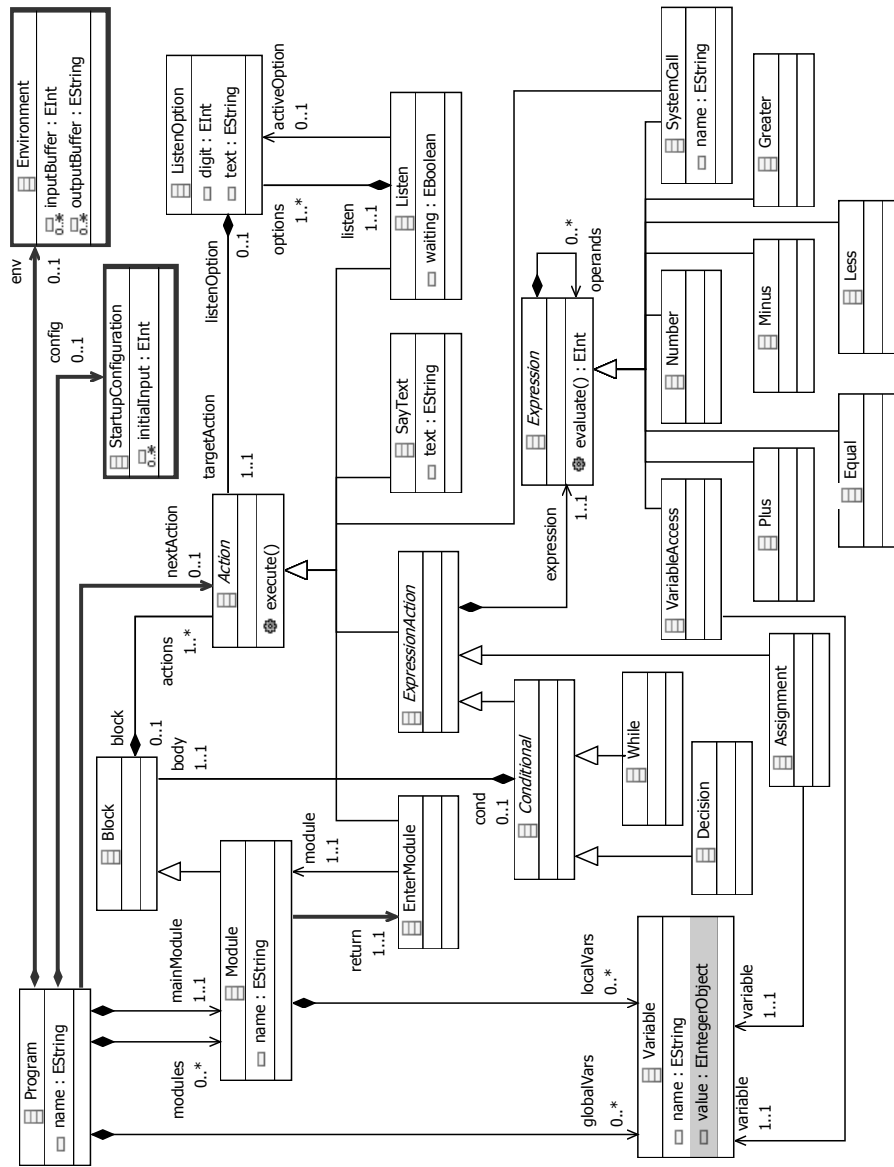 Program
name : EString
env
0..1
Environment
0..*
inputBuffer : EInt
0..*
outputBuffer : EString
config
0..1
StartupConfiguration
0..*
initialInput : EInt
nextAction
0..1
mainModule
1..1
modules
0..*
globalVars
0..*
Block
block
0..1
actions
1..*
body
1..1
Action
execute()
targetAction
1..1
listenOption
0..1
ListenOption
digit : EInt
text : EString
options
1..*
activeOption
0..1
listen
1..1
Module
name : EString
return
1..1
module
1..1
localVars
0..*
EnterModule
ExpressionAction
SayText
text : EString
Listen
waiting : EBoolean
cond
0..1
Conditional
expression
1..1
Expression
evaluate() : EInt
0..*
operands
While
Decision
Assignment
Variable
name : EString
value : EIntegerObject
variable
1..1
variable
1..1
VariableAccess
Number
SystemCall
name : EString
Plus
Minus
Greater
Equal
Less